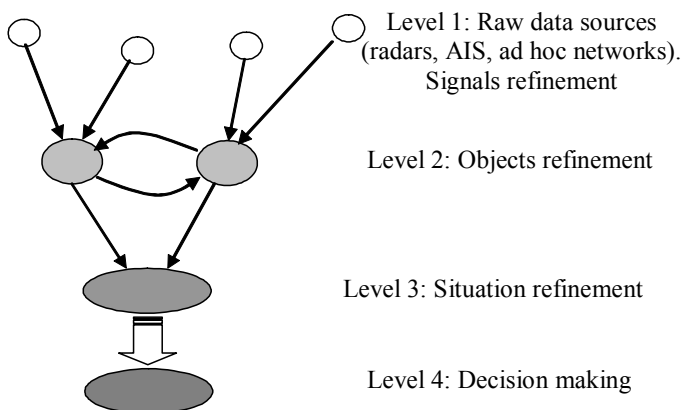 Level 1: Raw data sources
(radars, AIS, ad hoc networks).
Signals refinement
Level 2: Objects refinement
Level 3: Situation refinement
Level 4: Decision making